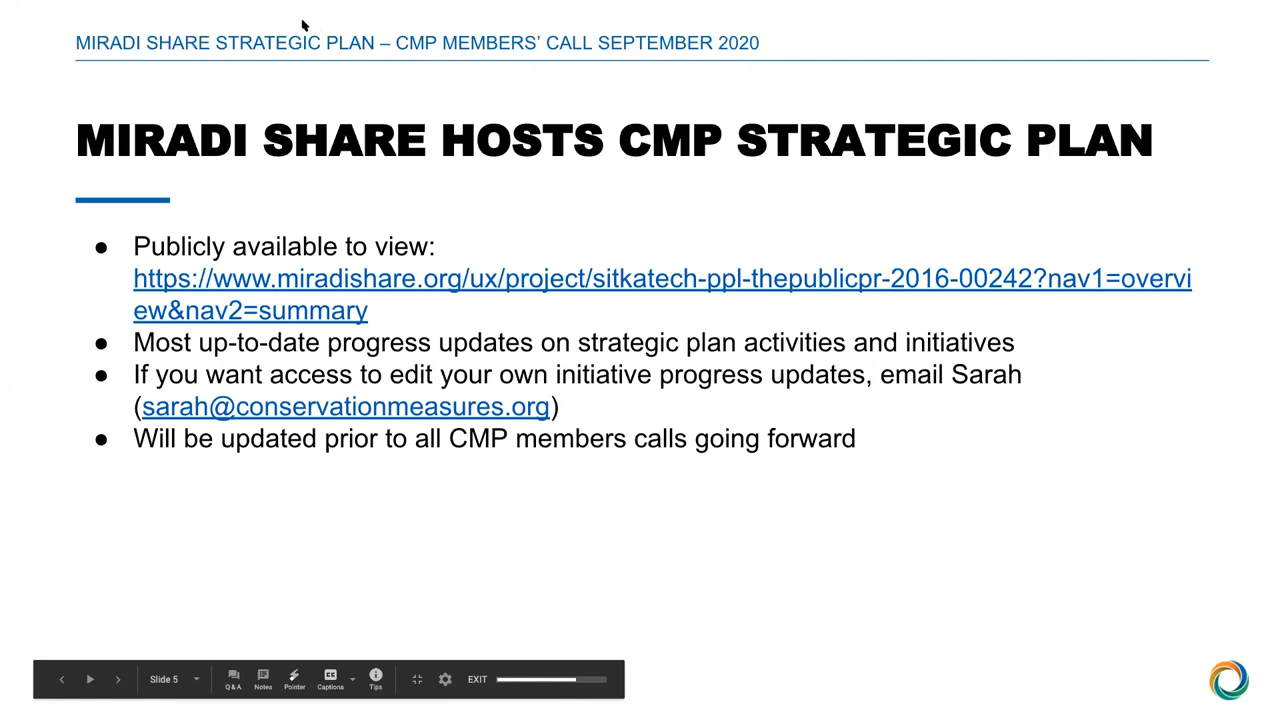 MIRADI SHARE STRATEGIC PLAN – CMP MEMBERS’ CALL SEPTEMBER 2020
MIRADI SHARE HOSTS CMP STRATEGIC PLAN
● Publicly available to view:
https://www.miradishare.org/ux/project/sitkatech-ppl-thepublicpr-2016-00242?nav1=overvi
ew&nav2=summary
● Most up-to-date progress updates on strategic plan activities and initiatives
● If you want access to edit your own initiative progress updates, email Sarah
(sarah@conservationmeasures.org)
● Will be updated prior to all CMP members calls going forward
Slide 5 Q&A Notes Pointer Captions Tips EXIT